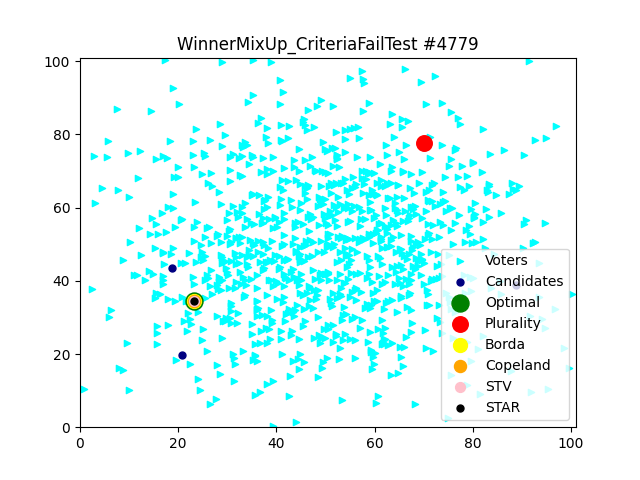 WinnerMixUp_CriteriaFailTest #4779
100
80
60
40
20
0
0
20
40
60
80
100
Voters
Candidates
Optimal
Plurality
Borda
Copeland
STV
STAR